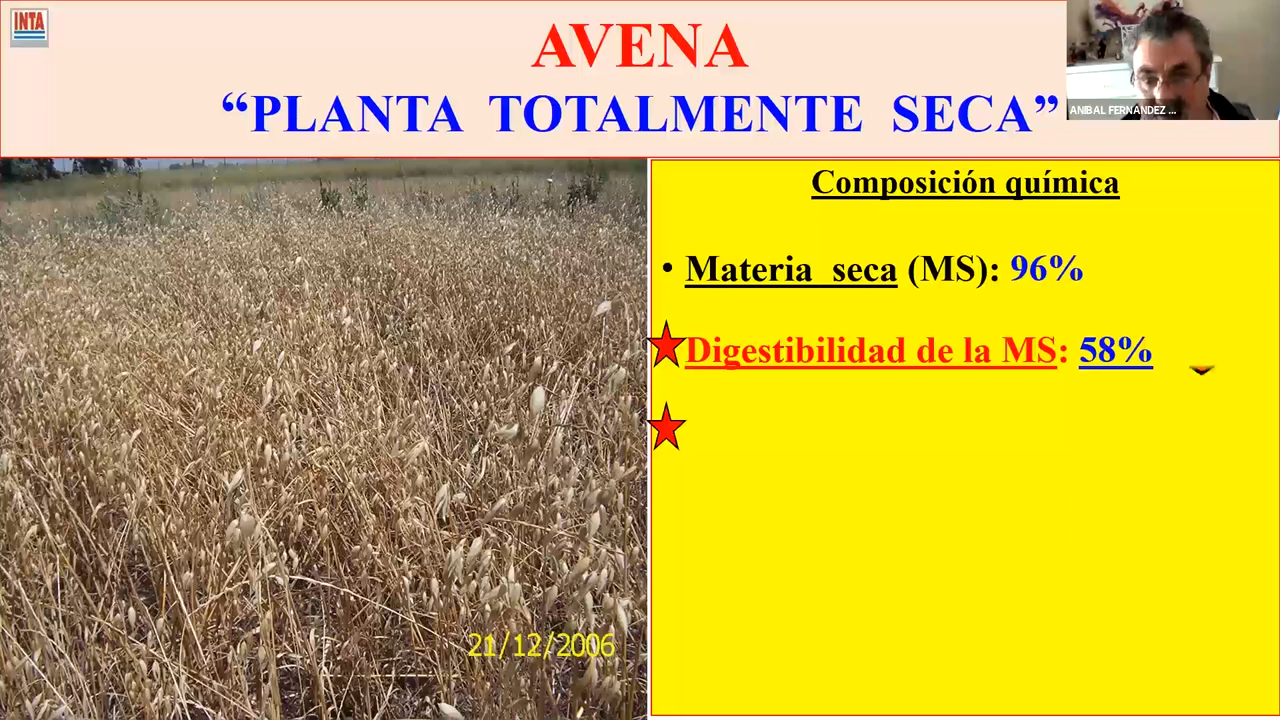 INTA
AVENA
“PLANTA TOTALMENTE SECA”
ANIBAL FERNANDEZ ...
Composición química
• Materia seca (MS): 96%
Digestibilidad de la MS: 58%
21/12/2006